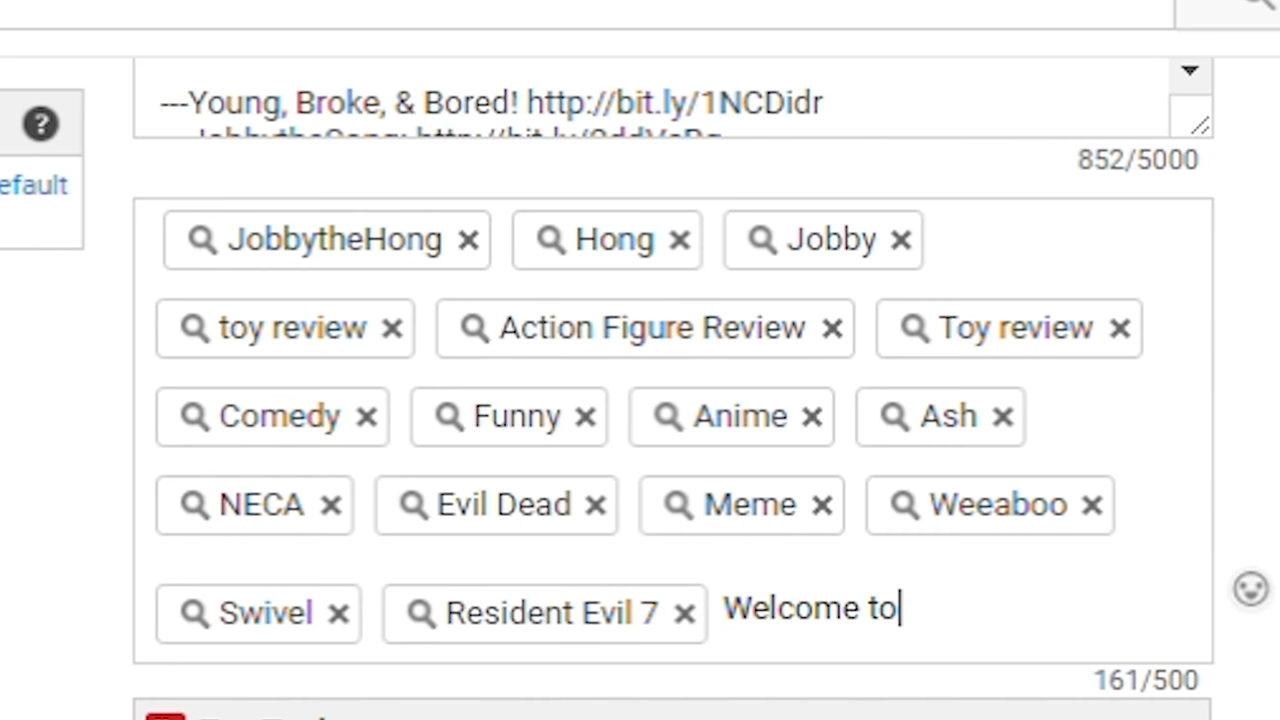 ---Young, Broke, & Bored! http://bit.ly/1NCDidr
852/5000
efault
JobbytheHong Hong Jobby
toy review Action Figure Review Toy review
Comedy Funny Anime Ash
NECA Evil Dead Meme Weeaboo
Swivel Resident Evil 7 Welcome to
161/500